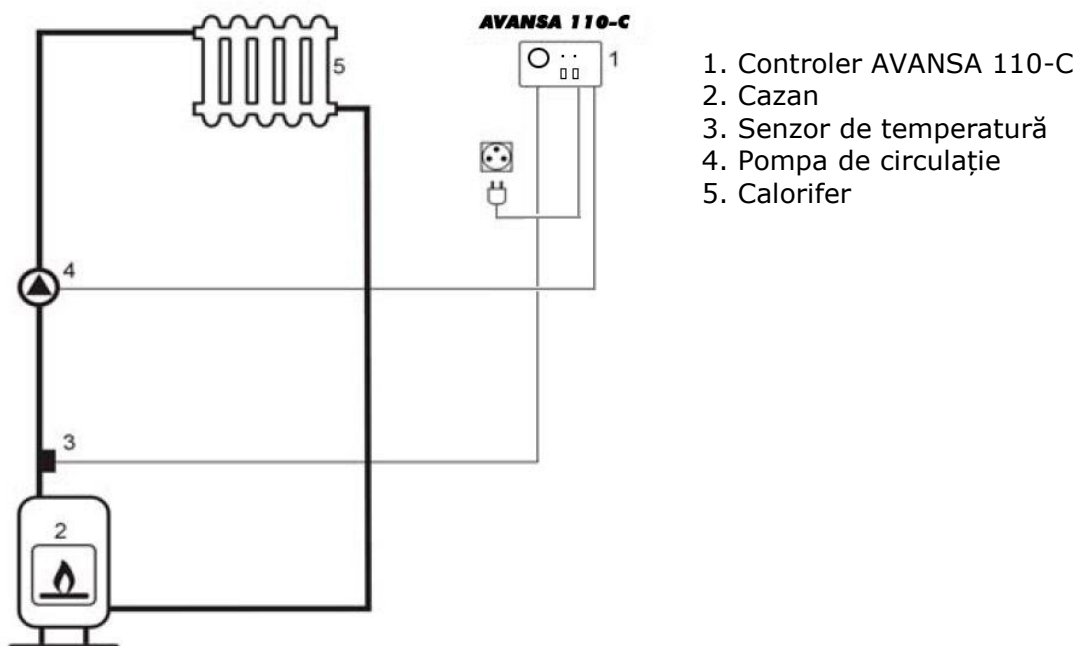 AVANSA 110-C
1
5
4
3
2
1. Controler AVANSA 110-C
2. Cazan
3. Senzor de temperatură
4. Pompa de circulație
5. Calorifer